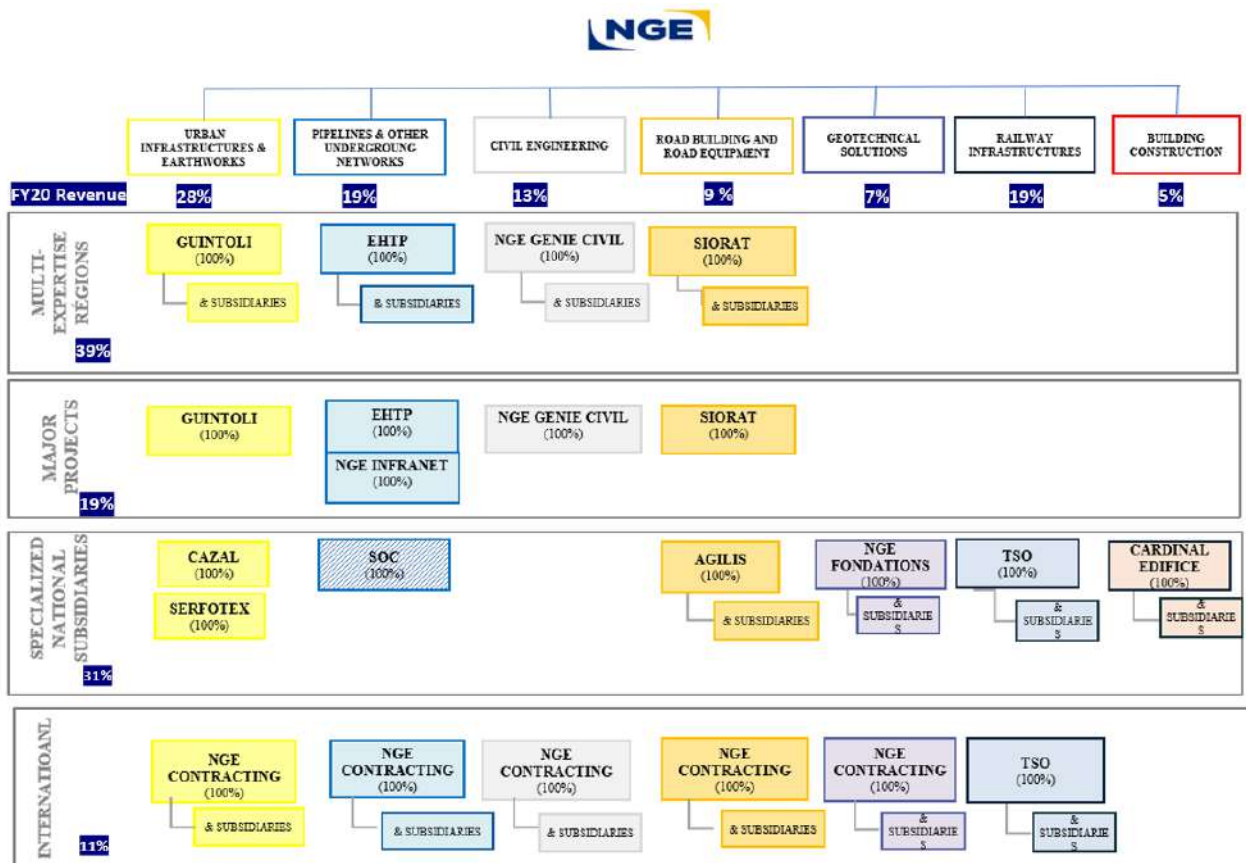 NGE
URBAN
INFRASTRUCTURES &
EARTHWORKS
PIPELINES & OTHER
UNDERGROUNG
NETWORKS
CIVIL ENGINEERING
ROAD BUILDING AND
ROAD EQUIPMENT
GEOTECHNICAL
SOLUTIONS
RAILWAY
INFRASTRUCTURES
BUILDING
CONSTRUCTION
FY20 Revenue
28%
19%
13%
9 %
7%
19%
5%
MULTI-
EXPERTISE
RÉGIONS
39%
GUINTOLI
(100%)
& SUBSIDIARIES
EHTP
(100%)
& SUBSIDIARIES
NGE GENIE CIVIL
(100%)
& SUBSIDIARIES
SIORAT
(100%)
& SUBSIDIARIES
MAJOR
PROJECTS
19%
GUINTOLI
(100%)
EHTP
(100%)
NGE INFRANET
(100%)
NGE GENIE CIVIL
(100%)
SIORAT
(100%)
SPECIALIZED
NATIONAL
SUBSIDIARIES
31%
CAZAL
(100%)
SERFOTEX
(100%)
SOC
(100%)
AGILIS
(100%)
& SUBSIDIARIES
NGE
FONDATIONS
(100%)
&
SUBSIDIARIE
S
TSO
(100%)
&
SUBSIDIARIE
S
CARDINAL
EDIFICE
(100%)
&
SUBSIDIARIE
S
INTERNATIOANL
11%
NGE
CONTRACTING
(100%)
& SUBSIDIARIES
NGE
CONTRACTING
(100%)
& SUBSIDIARIES
NGE
CONTRACTING
(100%)
& SUBSIDIARIES
NGE
CONTRACTING
(100%)
& SUBSIDIARIES
NGE
CONTRACTING
(100%)
&
SUBSIDIARIE
S
TSO
(100%)
&
SUBSIDIARIE
S